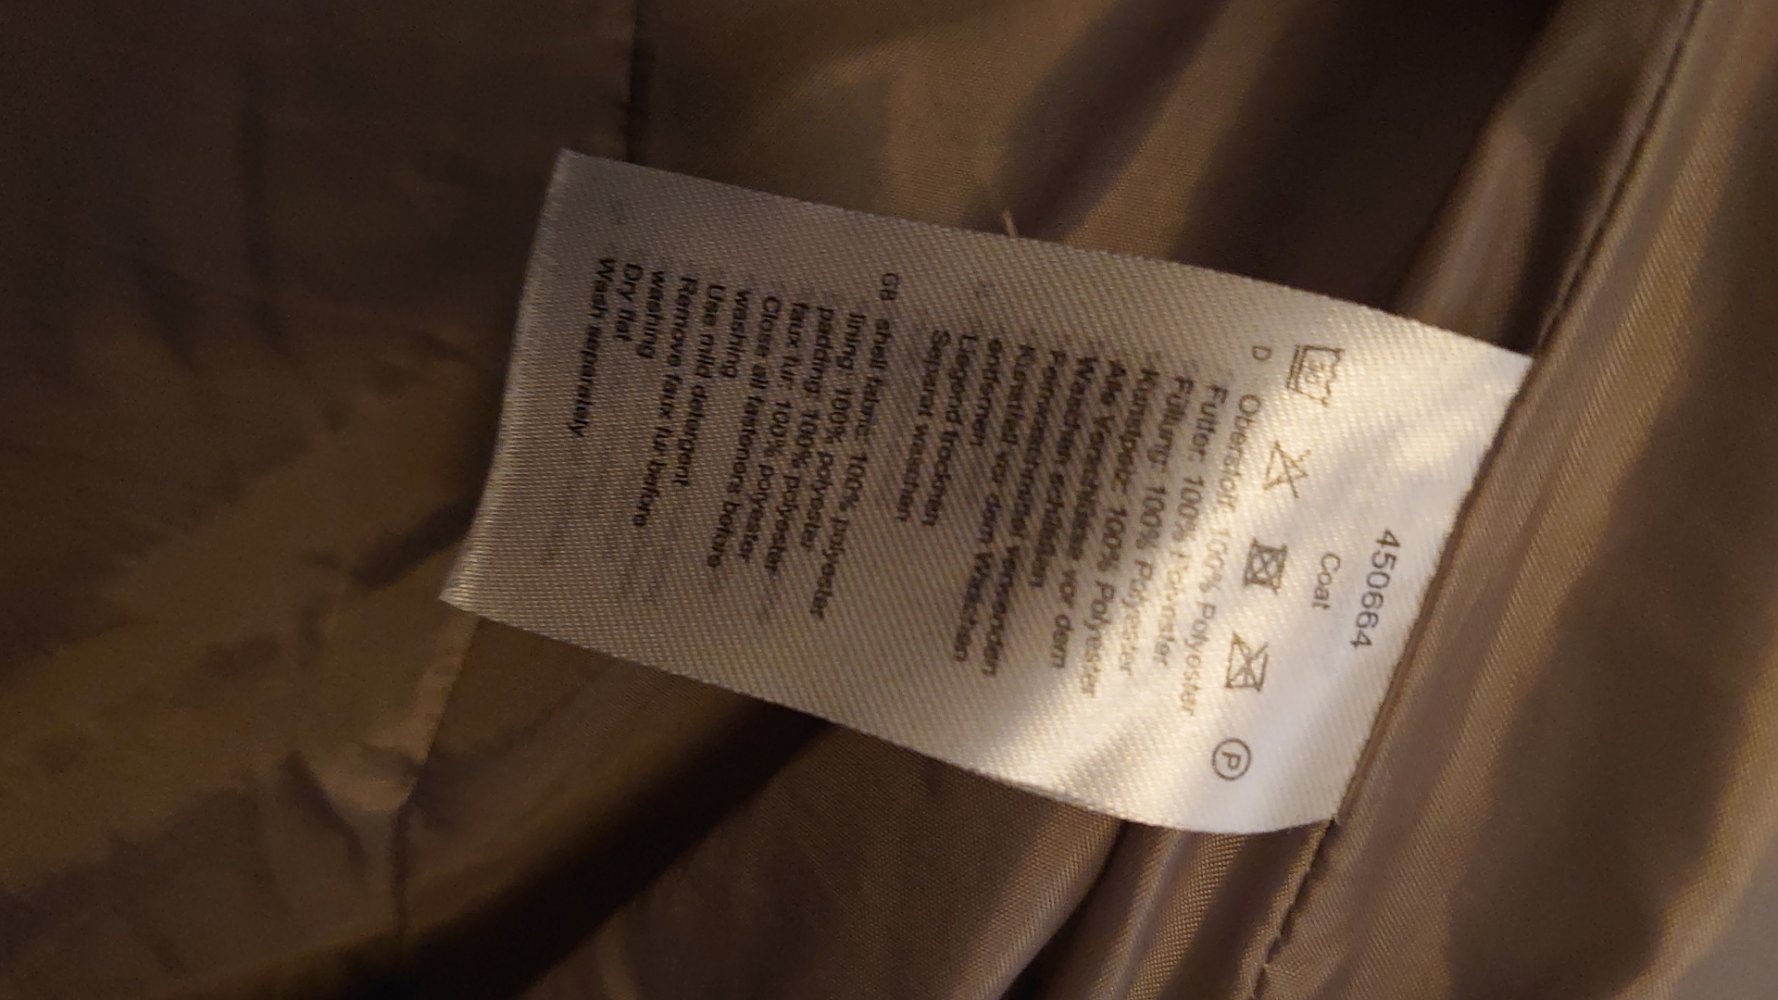 4506664
Coat
30
P
D Oberstoff: 100% Polyester
Futter: 100% Polyester
Füllung: 100% Polyester
Kunstpelz: 100% Polyester
Alle Verschlüsse vor dem
Waschen schließen
Feinwaschmittel verwenden
Kunstfell vor dem Waschen
entfernen
Liegend trocknen
Separat waschen
GB shell fabric: 100% polyester
lining: 100% polyester
padding: 100% polyester
faux fur: 100% polyester
Close all fasteners before
washing
Use mild detergent
Remove faux fur before
washing
Dry flat
Wash separately